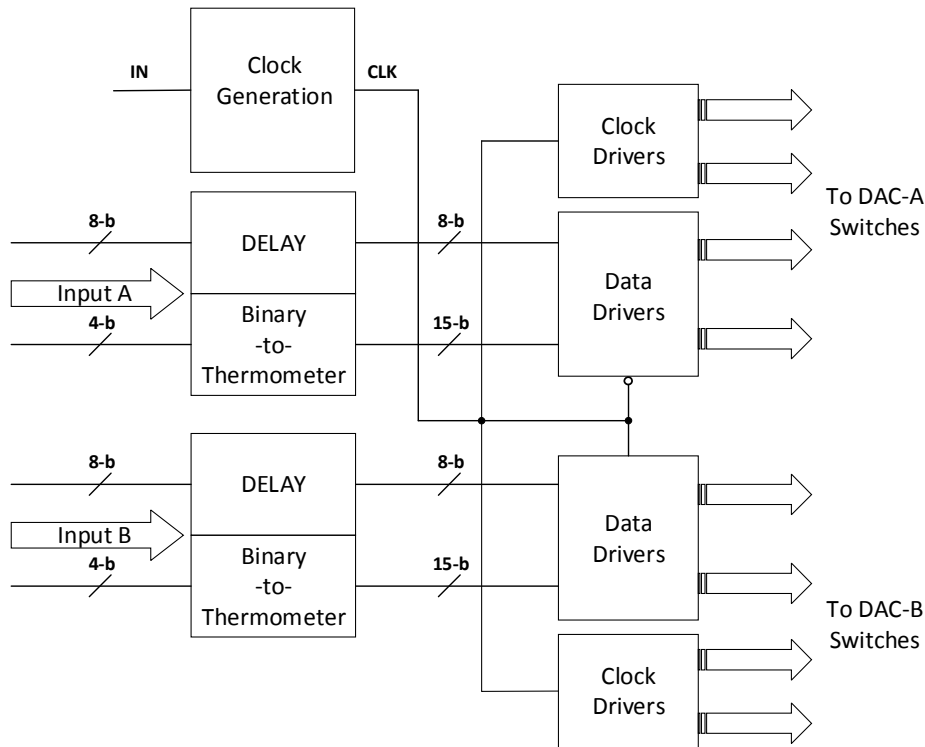 IN
Clock
Generation
CLK
Clock
Drivers
To DAC-A
Switches
8-b
DELAY
8-b
Input A
Data
Drivers
4-b
Binary
-to-
Thermometer
15-b
8-b
DELAY
8-b
Input B
Data
Drivers
4-b
Binary
-to-
Thermometer
15-b
To DAC-B
Switches
Clock
Drivers